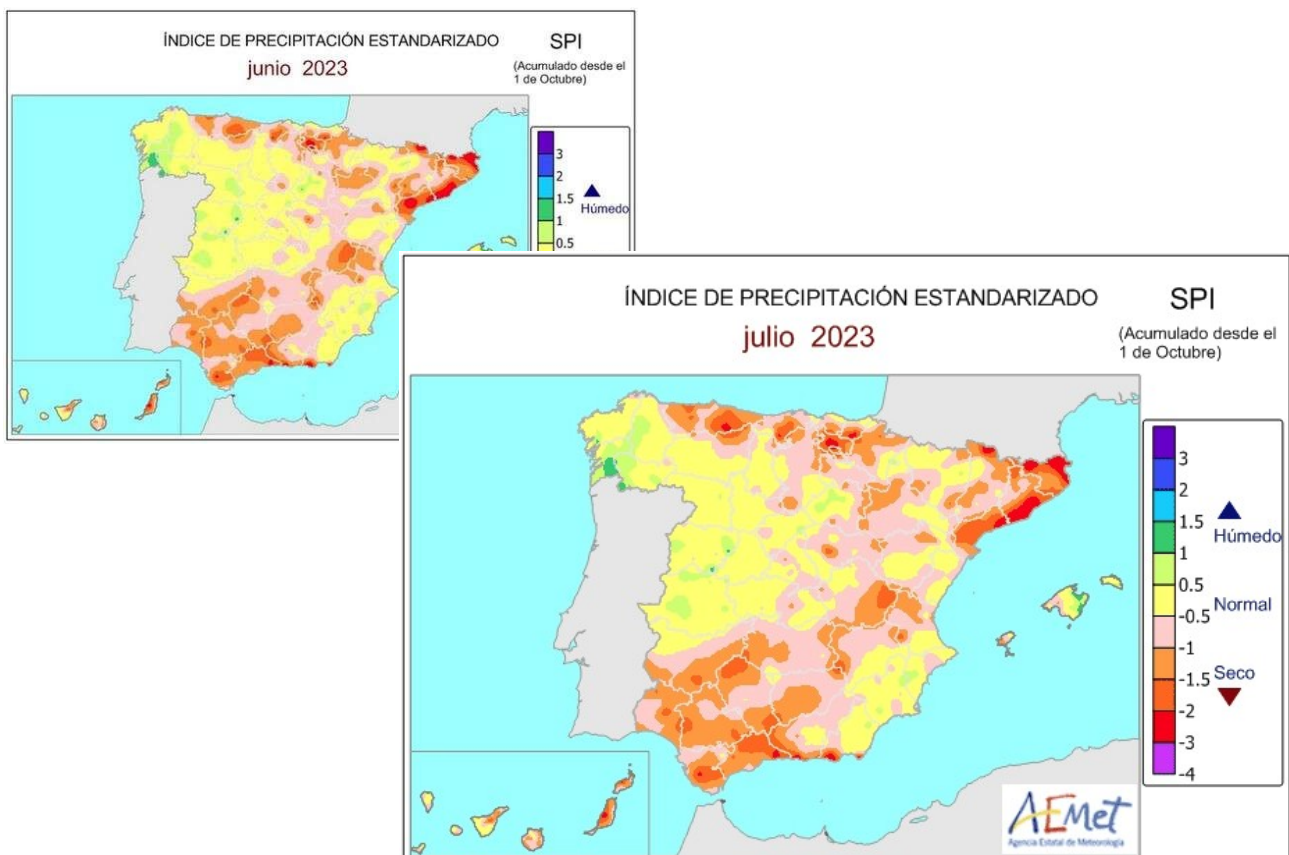 ÍNDICE DE PRECIPITACIÓN ESTANDARIZADO
SPI
junio 2023
(Acumulado desde el
1 de Octubre)
3
2
1.5
Húmedo
1
0.5
ÍNDICE DE PRECIPITACIÓN ESTANDARIZADO
SPI
julio 2023
(Acumulado desde el
1 de Octubre)
3
2
1.5
Húmedo
1
0.5
Normal
-0.5
-1
Seco
-1.5
-2
-3
-4
AEMet
Agencia Estatal de Meteorología